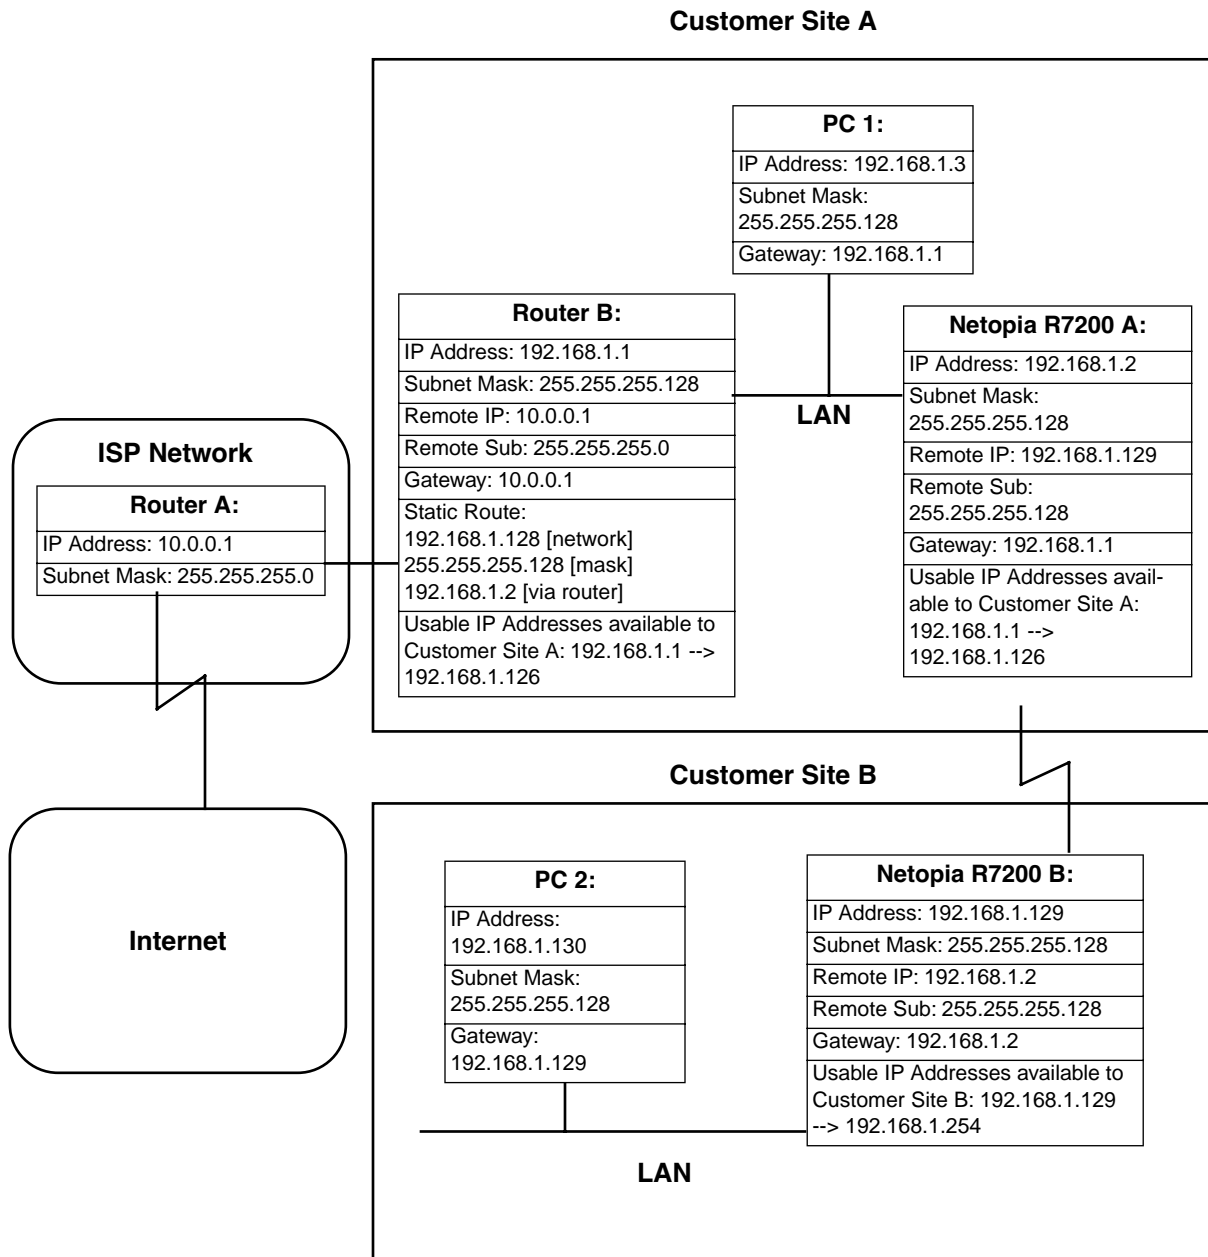 Customer Site A
PC 1:
IP Address: 192.168.1.3
Subnet Mask:
255.255.255.128
Gateway: 192.168.1.1
Router B:
IP Address: 192.168.1.1
Subnet Mask: 255.255.255.128
Remote IP: 10.0.0.1
Remote Sub: 255.255.255.0
Gateway: 10.0.0.1
Static Route:
192.168.1.128 [network]
255.255.255.128 [mask]
192.168.1.2 [via router]
Usable IP Addresses available to
Customer Site A: 192.168.1.1 -->
192.168.1.126
LAN
Netopia R7200 A:
IP Address: 192.168.1.2
Subnet Mask:
255.255.255.128
Remote IP: 192.168.1.129
Remote Sub:
255.255.255.128
Gateway: 192.168.1.1
Usable IP Addresses avail-
able to Customer Site A:
192.168.1.1 -->
192.168.1.126
ISP Network
Router A:
IP Address: 10.0.0.1
Subnet Mask: 255.255.255.0
Internet
Customer Site B
PC 2:
IP Address:
192.168.1.130
Subnet Mask:
255.255.255.128
Gateway:
192.168.1.129
Netopia R7200 B:
IP Address: 192.168.1.129
Subnet Mask: 255.255.255.128
Remote IP: 192.168.1.2
Remote Sub: 255.255.255.128
Gateway: 192.168.1.2
Usable IP Addresses available to
Customer Site B: 192.168.1.129
--> 192.168.1.254
LAN